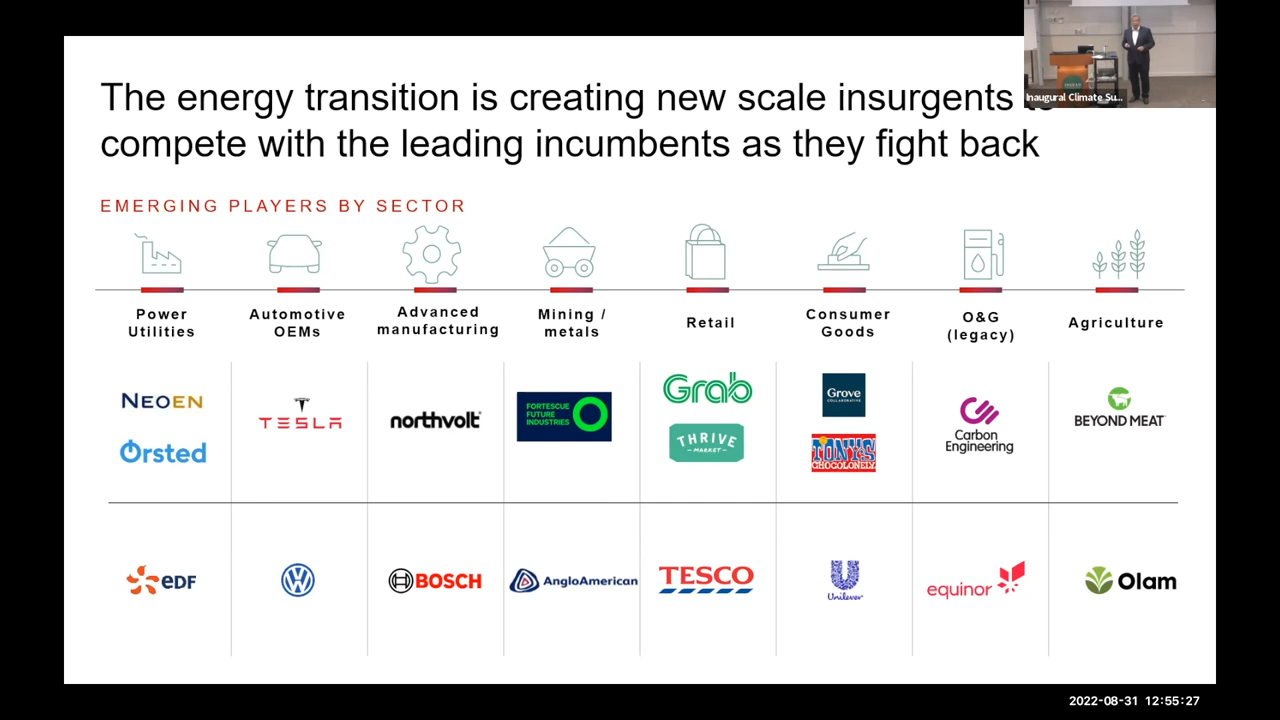 The energy transition is creating new scale insurgents
compete with the leading incumbents as they fight back
Inaugural Climate Su...
EMERGING PLAYERS BY SECTOR
Power
Utilities
Automotive
OEMs
Advanced
manufacturing
Mining /
metals
Retail
Consumer
Goods
O&G
(legacy)
Agriculture
NEOEN
Ørsted
TESLA
northvolt
FORTESCUE
FUTURE
INDUSTRIES
Grab
THRIVE
MARKET
Grove
COLLABORATIVE
TONY'S
CHOCOLONELY
Carbon
Engineering
BEYOND MEAT
eDF
BOSCH
AngloAmerican
TESCO
Unilever
equinor
Olam
2022-08-31 12:55:27